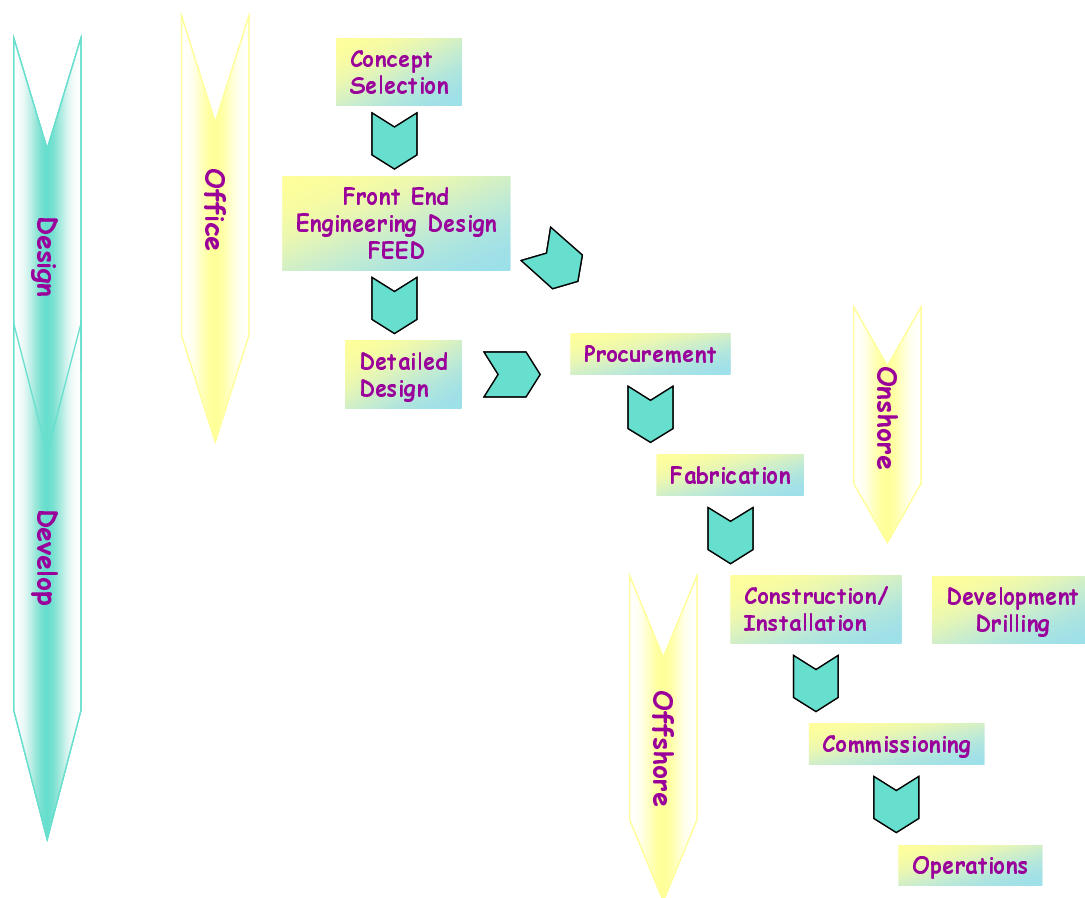 Concept
Selection
Office
Front End
Engineering Design
FEED
Design
Detailed
Design
Procurement
Onshore
Fabrication
Develop
Construction/
Installation
Development
Drilling
Offshore
Commissioning
Operations